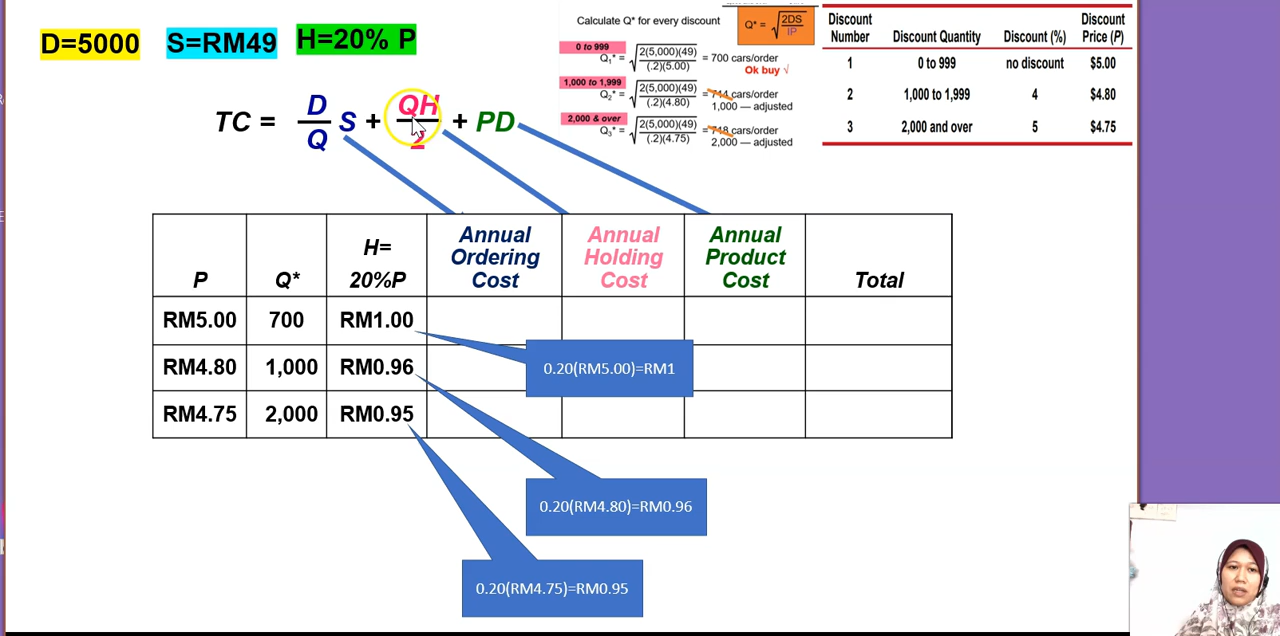 D=5000
S=RM49
H=20% P
TC = D/Q S + QH/2 + PD
Calculate Q* for every discount
Q* = √2DS/IP
0 to 999
Q₁* = √2(5,000)(49)/(.2)(5.00) = 700 cars/order
Ok buy √
1,000 to 1,999
Q₂* = √2(5,000)(49)/(.2)(4.80) = 714 cars/order
1,000 — adjusted
2,000 & over
Q₃* = √2(5,000)(49)/(.2)(4.75) = 718 cars/order
2,000 — adjusted
Discount Number Discount Quantity Discount (%) Discount Price (P)
1 0 to 999 no discount $5.00
2 1,000 to 1,999 4 $4.80
3 2,000 and over 5 $4.75
P Q* H= 20%P Annual Ordering Cost Annual Holding Cost Annual Product Cost Total
RM5.00 700 RM1.00
RM4.80 1,000 RM0.96
RM4.75 2,000 RM0.95
0.20(RM5.00)=RM1
0.20(RM4.80)=RM0.96
0.20(RM4.75)=RM0.95